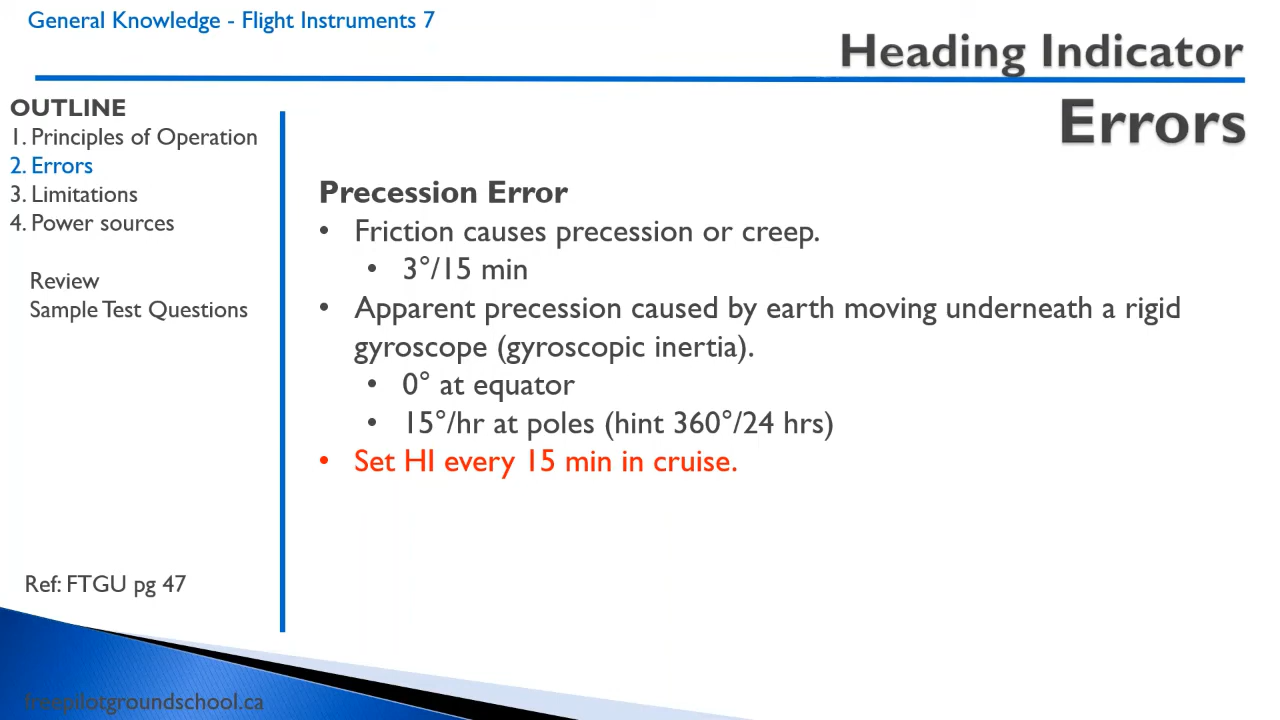 General Knowledge - Flight Instruments 7
Heading Indicator
Errors
OUTLINE
1. Principles of Operation
2. Errors
3. Limitations
4. Power sources
Review
Sample Test Questions
Ref: FTGU pg 47
Precession Error
• Friction causes precession or creep.
• 3°/15 min
• Apparent precession caused by earth moving underneath a rigid
gyroscope (gyroscopic inertia).
• 0° at equator
• 15°/hr at poles (hint 360°/24 hrs)
• Set HI every 15 min in cruise.
freepilotgroundschool.ca